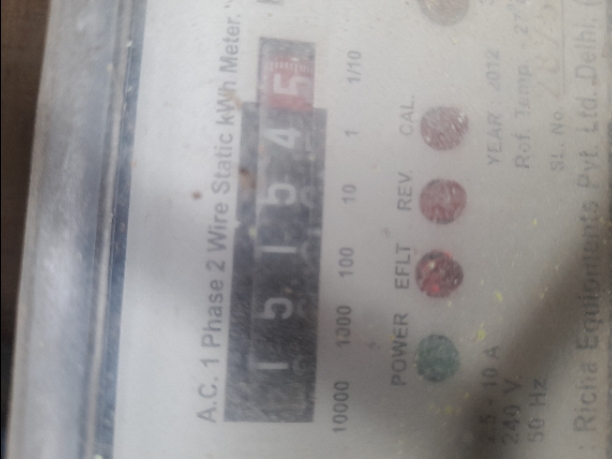 A.C. 1 Phase 2 Wire Static kWh Meter.
1 5 1 5 4 5
10000 1000 100 10 1 1/10
POWER EFLT REV. CAL.
10 A YEAR
240 V. Ref. Temp. - 27
50 Hz SL. No.
Richa Equipments Pvt. Ltd. Delhi.